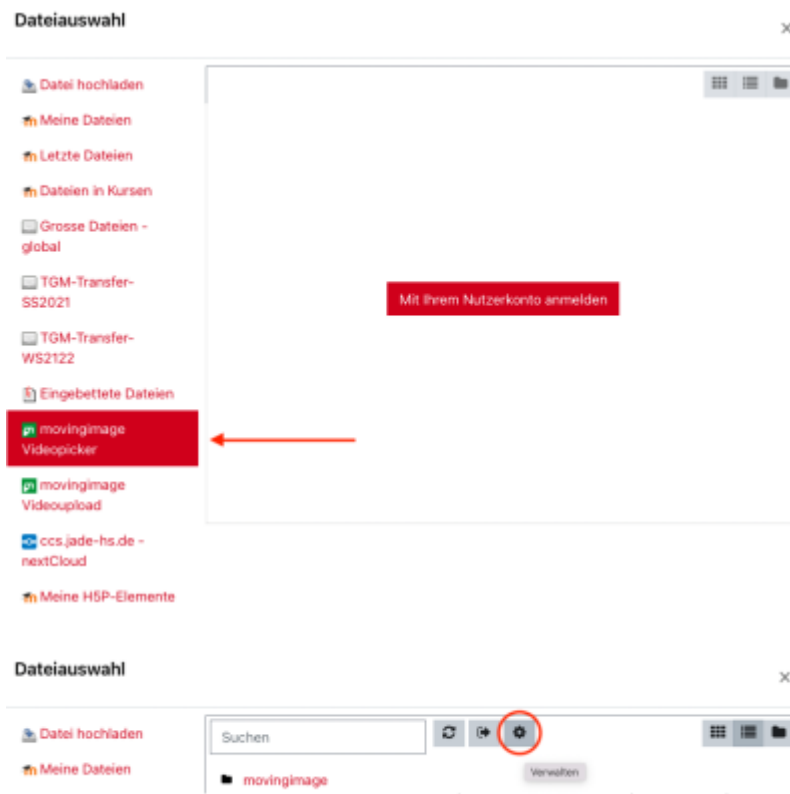 Dateiauswahl
×
Datei hochladen
Meine Dateien
Letzte Dateien
Dateien in Kursen
Grosse Dateien -
global
TGM-Transfer-
SS2021
TGM-Transfer-
WS2122
Eingebettete Dateien
movingimage
Videopicker
movingimage
Videoupload
ccs.jade-hs.de -
nextCloud
Meine H5P-Elemente
Mit Ihrem Nutzerkonto anmelden
Dateiauswahl
×
Datei hochladen
Meine Dateien
Suchen
Verwalten
movingimage